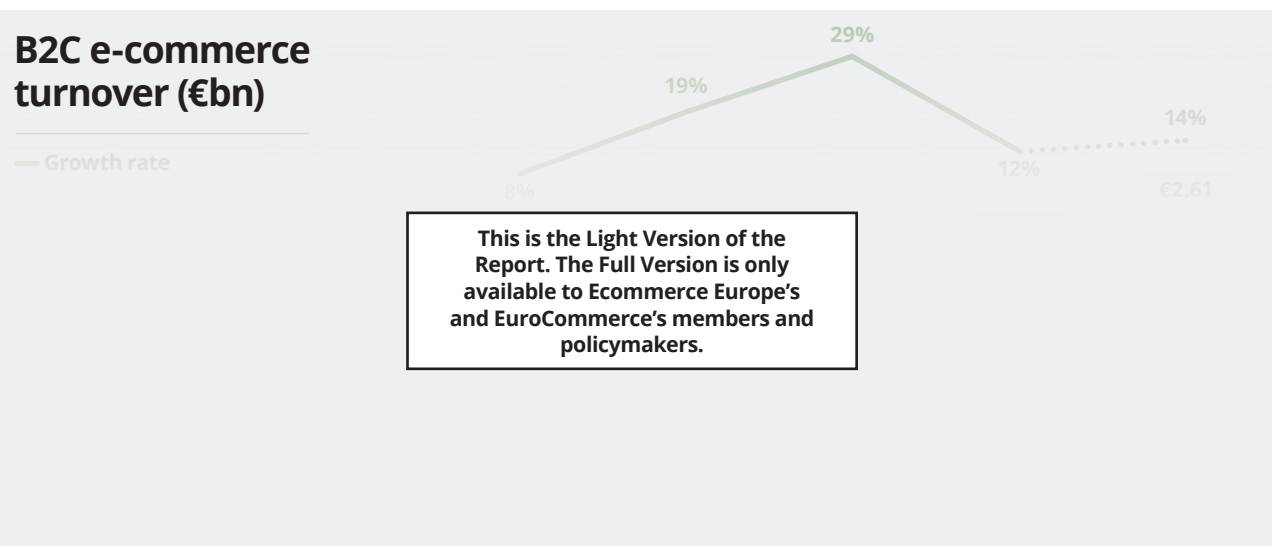 B2C e-commerce
turnover (€bn)
Growth rate
8%
19%
29%
12%
14%
€2.61
This is the Light Version of the
Report. The Full Version is only
available to Ecommerce Europe’s
and EuroCommerce’s members and
policymakers.